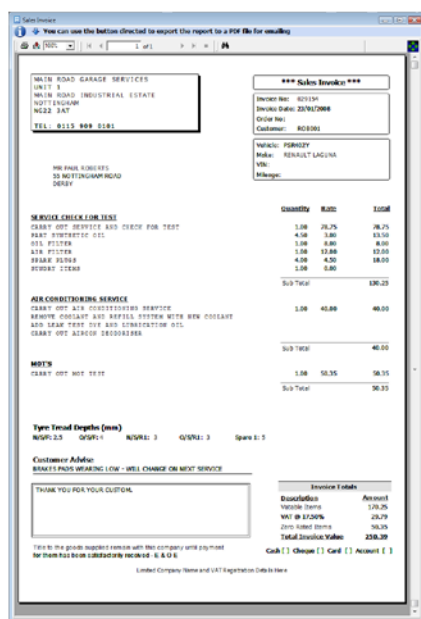 Sales Invoice
You can use the button directed to export the report to a PDF file for emailing
100%
1 of 1
MAIN ROAD GARAGE SERVICES
UNIT 1
MAIN ROAD INDUSTRIAL ESTATE
NOTTINGHAM
NG22 3AT
TEL: 0115 909 0101
*** Sales Invoice ***
Invoice No:
Invoice Date: 23/01/2008
Order No:
Customer: ROB001
Vehicle: PSR402Y
Make: RENAULT LAGUNA
VIN:
Mileage:
MR PAUL ROBERTS
55 NOTTINGHAM ROAD
DERBY
Quantity Rate Total
SERVICE CHECK FOR TEST
CARRY OUT SERVICE AND CHECK FOR TEST 1.00 78.75 78.75
PART SYNTHETIC OIL 4.50 3.00 13.50
OIL FILTER 1.00 8.00 8.00
AIR FILTER 1.00 12.00 12.00
SPARK PLUGS 4.00 4.50 18.00
SUNDRY ITEMS 1.00 0.00
Sub Total 130.25
AIR CONDITIONING SERVICE
CARRY OUT AIR CONDITIONING SERVICE 1.00 40.00 40.00
REMOVE COOLANT AND REFILL SYSTEM WITH NEW COOLANT
ADD LEAK TEST DYE AND LUBRICATION OIL
CARRY OUT AIRCON DEODORISER
Sub Total 40.00
MOT'S
CARRY OUT MOT TEST 1.00 50.35 50.35
Sub Total 50.35
Tyre Tread Depths (mm)
N/S/F: 2.5 O/S/F: 4 N/S/R1: 3 O/S/R1: 3 Spare 1: 5
Customer Advise
BRAKES PADS WEARING LOW - WILL CHANGE ON NEXT SERVICE
THANK YOU FOR YOUR CUSTOM.
Invoice Totals
Description Amount
Vatable Items 170.25
VAT @ 17.50% 29.79
Zero Rated Items 50.35
Total Invoice Value 250.39
Title to the goods supplied remain with this company until payment
for them has been satisfactorily received - E & O E
Cash [ ] Cheque [ ] Card [ ] Account [ ]
Limited Company Name and VAT Registration Details Here